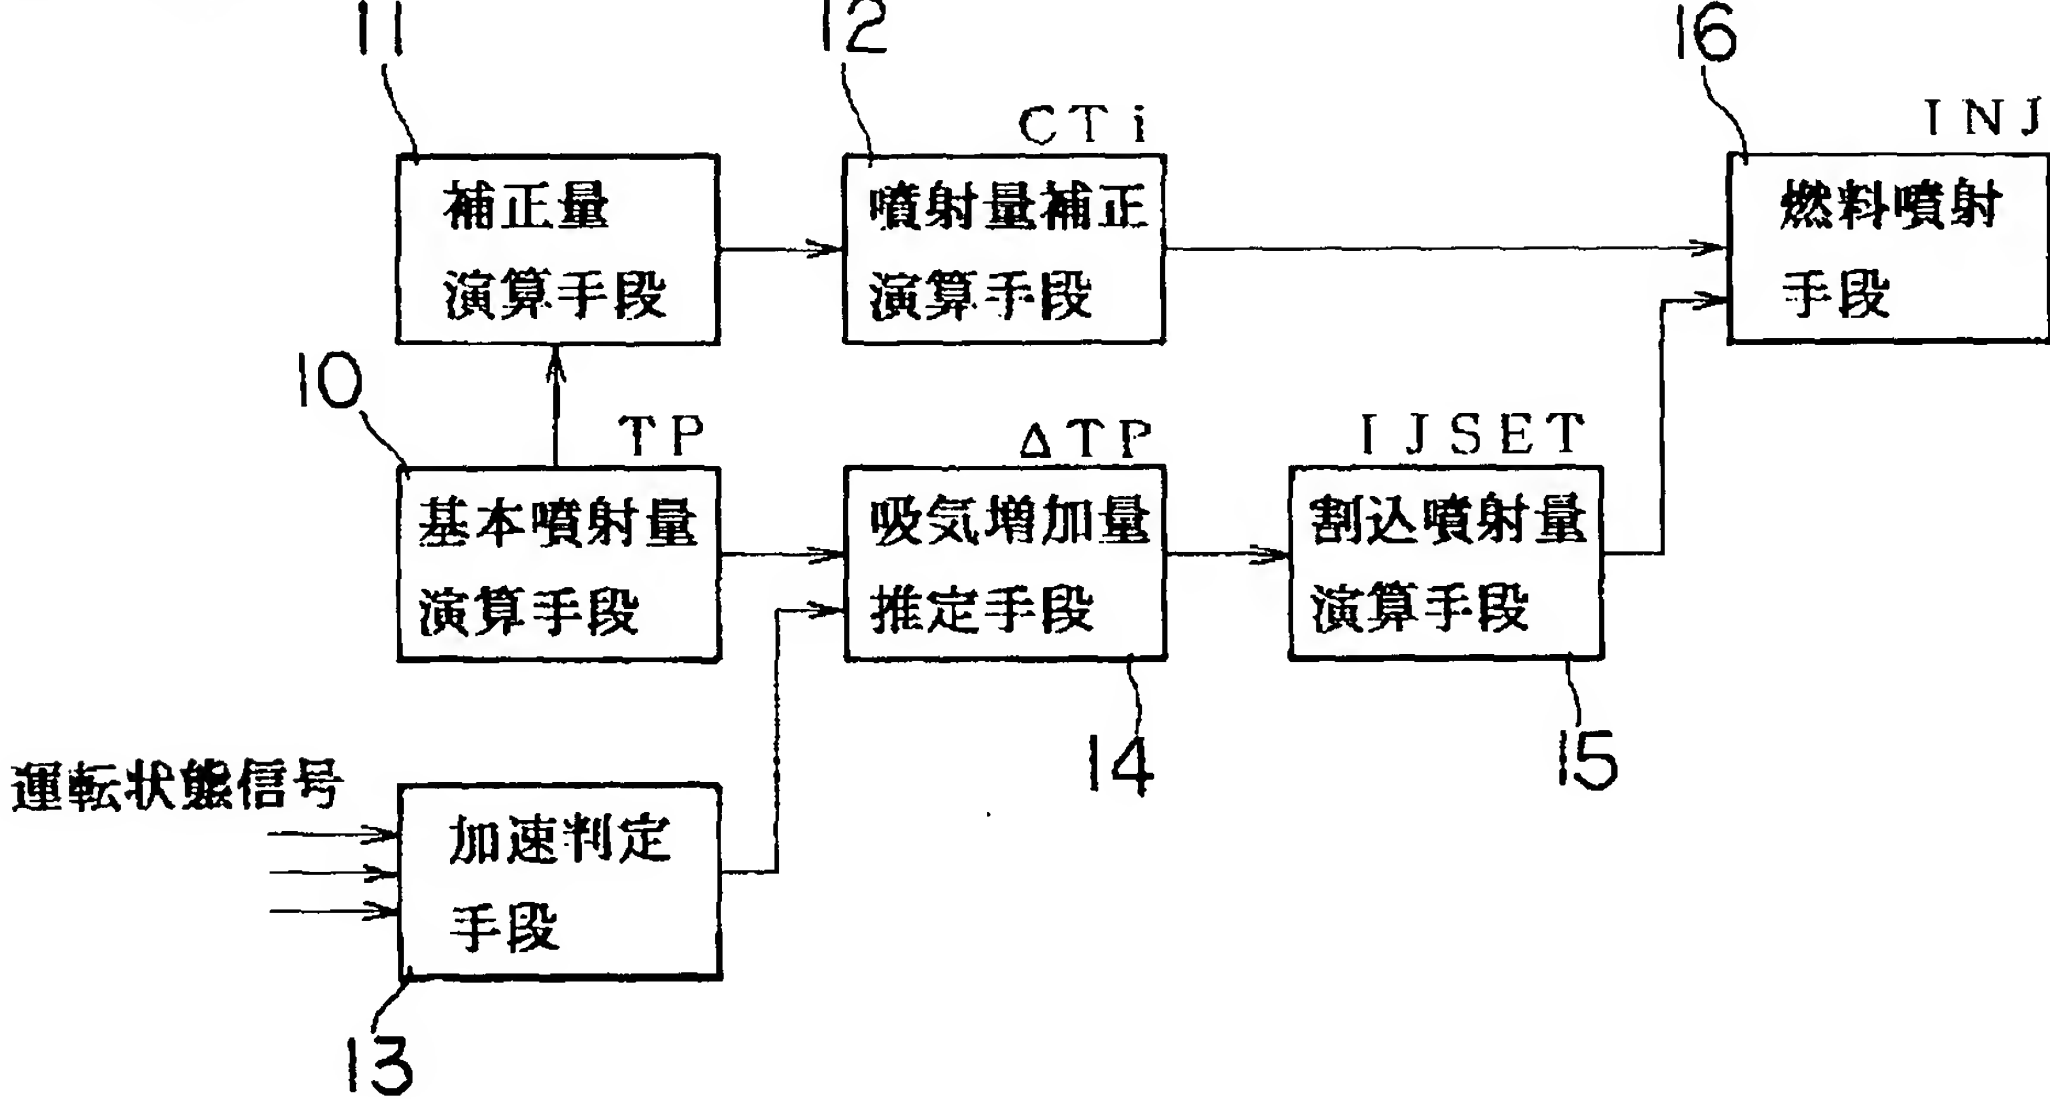 11
12
16
CTi
INJ
補正量
演算手段
噴射量補正
演算手段
燃料噴射
手段
10
TP
ΔTP
IJSET
基本噴射量
演算手段
吸気増加量
推定手段
割込噴射量
演算手段
14
15
運転状態信号
加速判定
手段
13